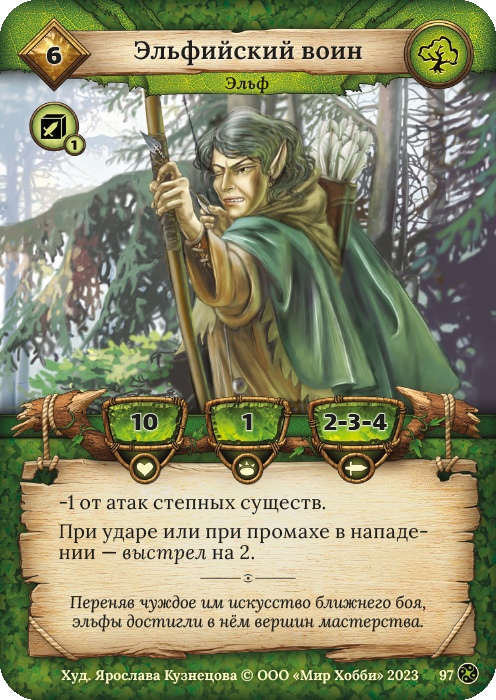 6
Эльфийский воин
Эльф
1
10
1
2-3-4
-1 от атак степных существ.
При ударе или при промахе в нападе-
нии — выстрел на 2.
Переняв чуждое им искусство ближнего боя,
эльфы достигли в нём вершин мастерства.
Худ. Ярослава Кузнецова © ООО «Мир Хобби» 2023
97